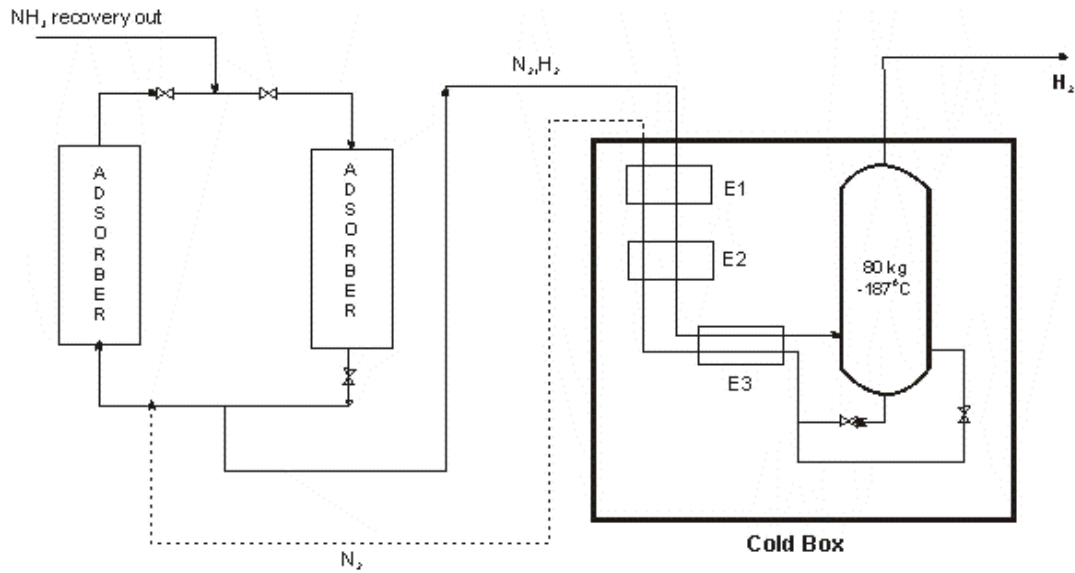 NH₃ recovery out
N₂,H₂
H₂
ADSORBER
ADSORBER
E1
E2
E3
80 kg
-187°C
N₂
Cold Box